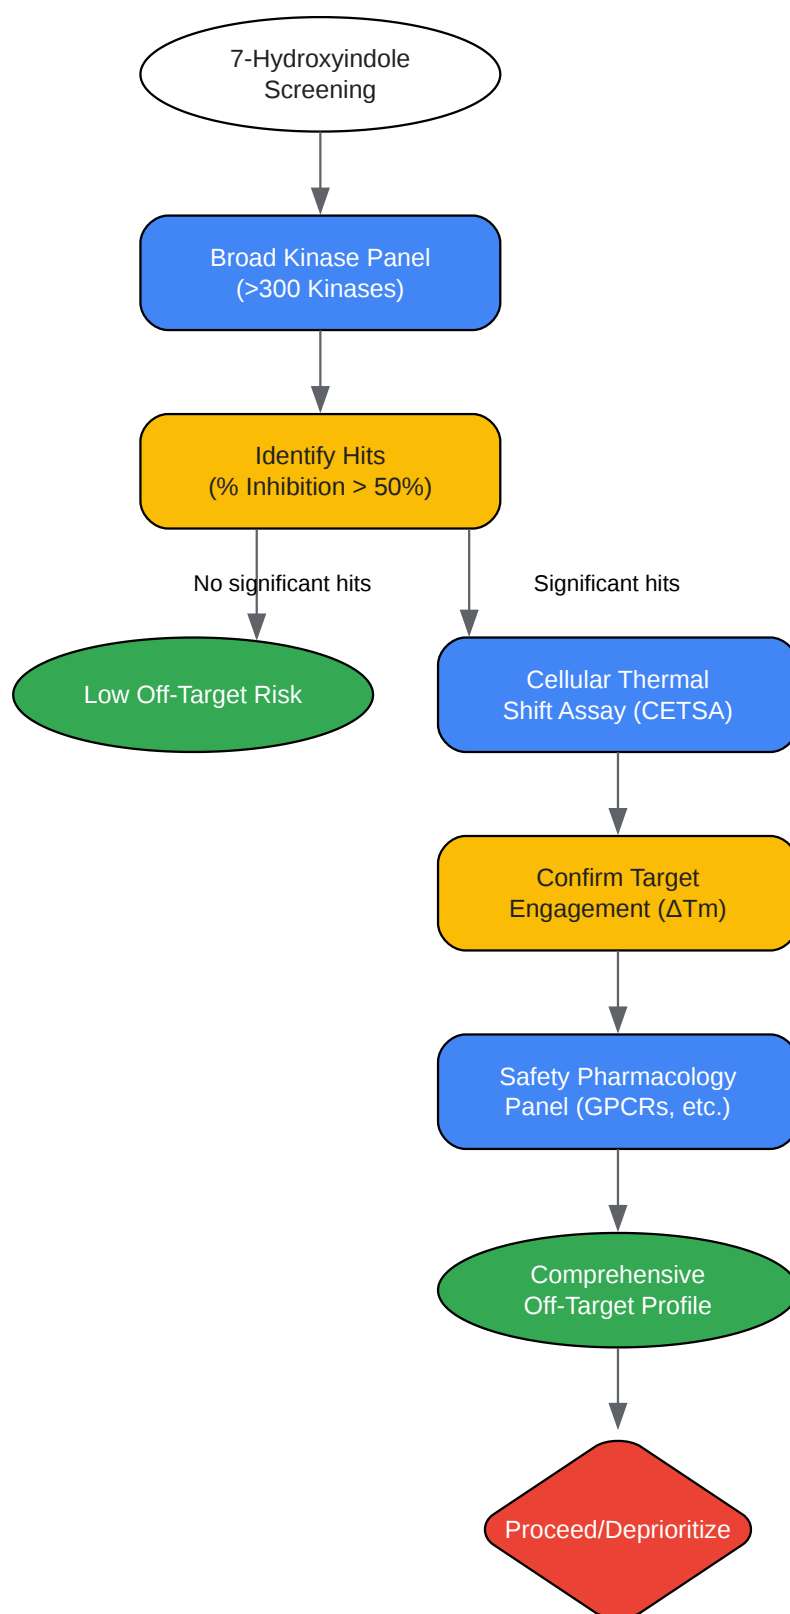 7-Hydroxyindole
Screening
Broad Kinase Panel
(>300 Kinases)
Identify Hits
(% Inhibition > 50%)
No significant hits
Significant hits
Low Off-Target Risk
Cellular Thermal
Shift Assay (CETSA)
Confirm Target
Engagement (ΔTm)
Safety Pharmacology
Panel (GPCRs, etc.)
Comprehensive
Off-Target Profile
Proceed/Deprioritize